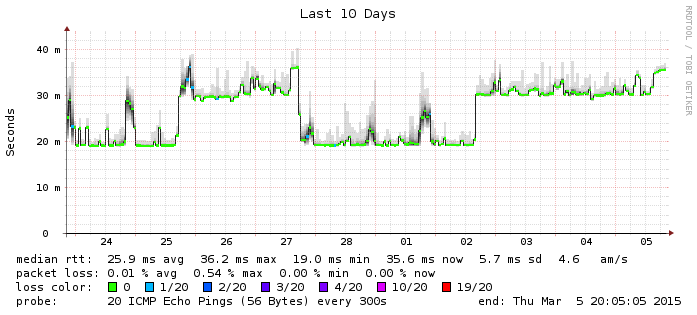 Last 10 Days
RRDTOOL / TOBI OETIKER
Seconds
40 m
30 m
20 m
10 m
0
24 25 26 27 28 01 02 03 04 05
median rtt: 25.9 ms avg 36.2 ms max 19.0 ms min 35.6 ms now 5.7 ms sd 4.6 am/s
packet loss: 0.01 % avg 0.54 % max 0.00 % min 0.00 % now
loss color: 0 1/20 2/20 3/20 4/20 10/20 19/20
probe: 20 ICMP Echo Pings (56 Bytes) every 300s end: Thu Mar 5 20:05:05 2015